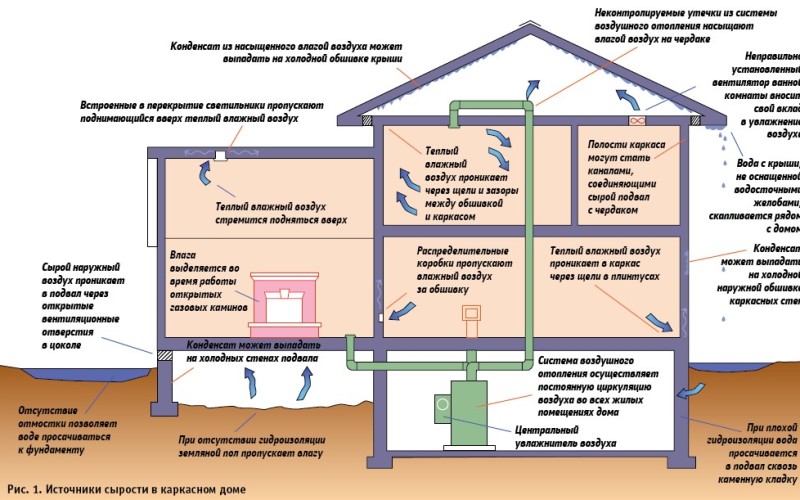 Неконтролируемые утечки из системы
воздушного отопления насыщают
влагой воздух на чердаке
Конденсат из насыщенного влагой воздуха может
выпадать на холодной обшивке крыши
Неправильно
установленный
вентилятор ванной
комнаты вносит
свой вклад
в увлажнение
воздуха
Встроенные в перекрытие светильники пропускают
поднимающийся вверх теплый влажный воздух
Теплый
влажный
воздух проникает
через щели и зазоры
между обшивкой
и каркасом
Полости каркаса
могут стать
каналами,
соединяющими
сырой подвал
с чердаком
Вода с крыши,
не оснащенной
водосточными
желобами,
скапливается рядом
с домом
Теплый влажный воздух
стремится подняться вверх
Влага
выделяется во
время работы
открытых
газовых каминов
Распределительные
коробки пропускают
влажный воздух
за обшивку
Теплый влажный воздух
проникает в каркас
через щели в плинтусах
Конденсат
может выпадать
на холодной
наружной обшивке
каркасных стен
Сырой наружный
воздух проникает
в подвал через
открытые
вентиляционные
отверстия
в цоколе
Конденсат может выпадать
на холодных стенах подвала
Система воздушного
отопления осуществляет
постоянную циркуляцию
воздуха во всех жилых
помещениях дома
Центральный
увлажнитель воздуха
Отсутствие
отмостки позволяет
воде просачиваться
к фундаменту
При отсутствии гидроизоляции
земляной пол пропускает влагу
При плохой
гидроизоляции вода
просачивается
в подвал сквозь
каменную кладку
Рис. 1. Источники сырости в каркасном доме